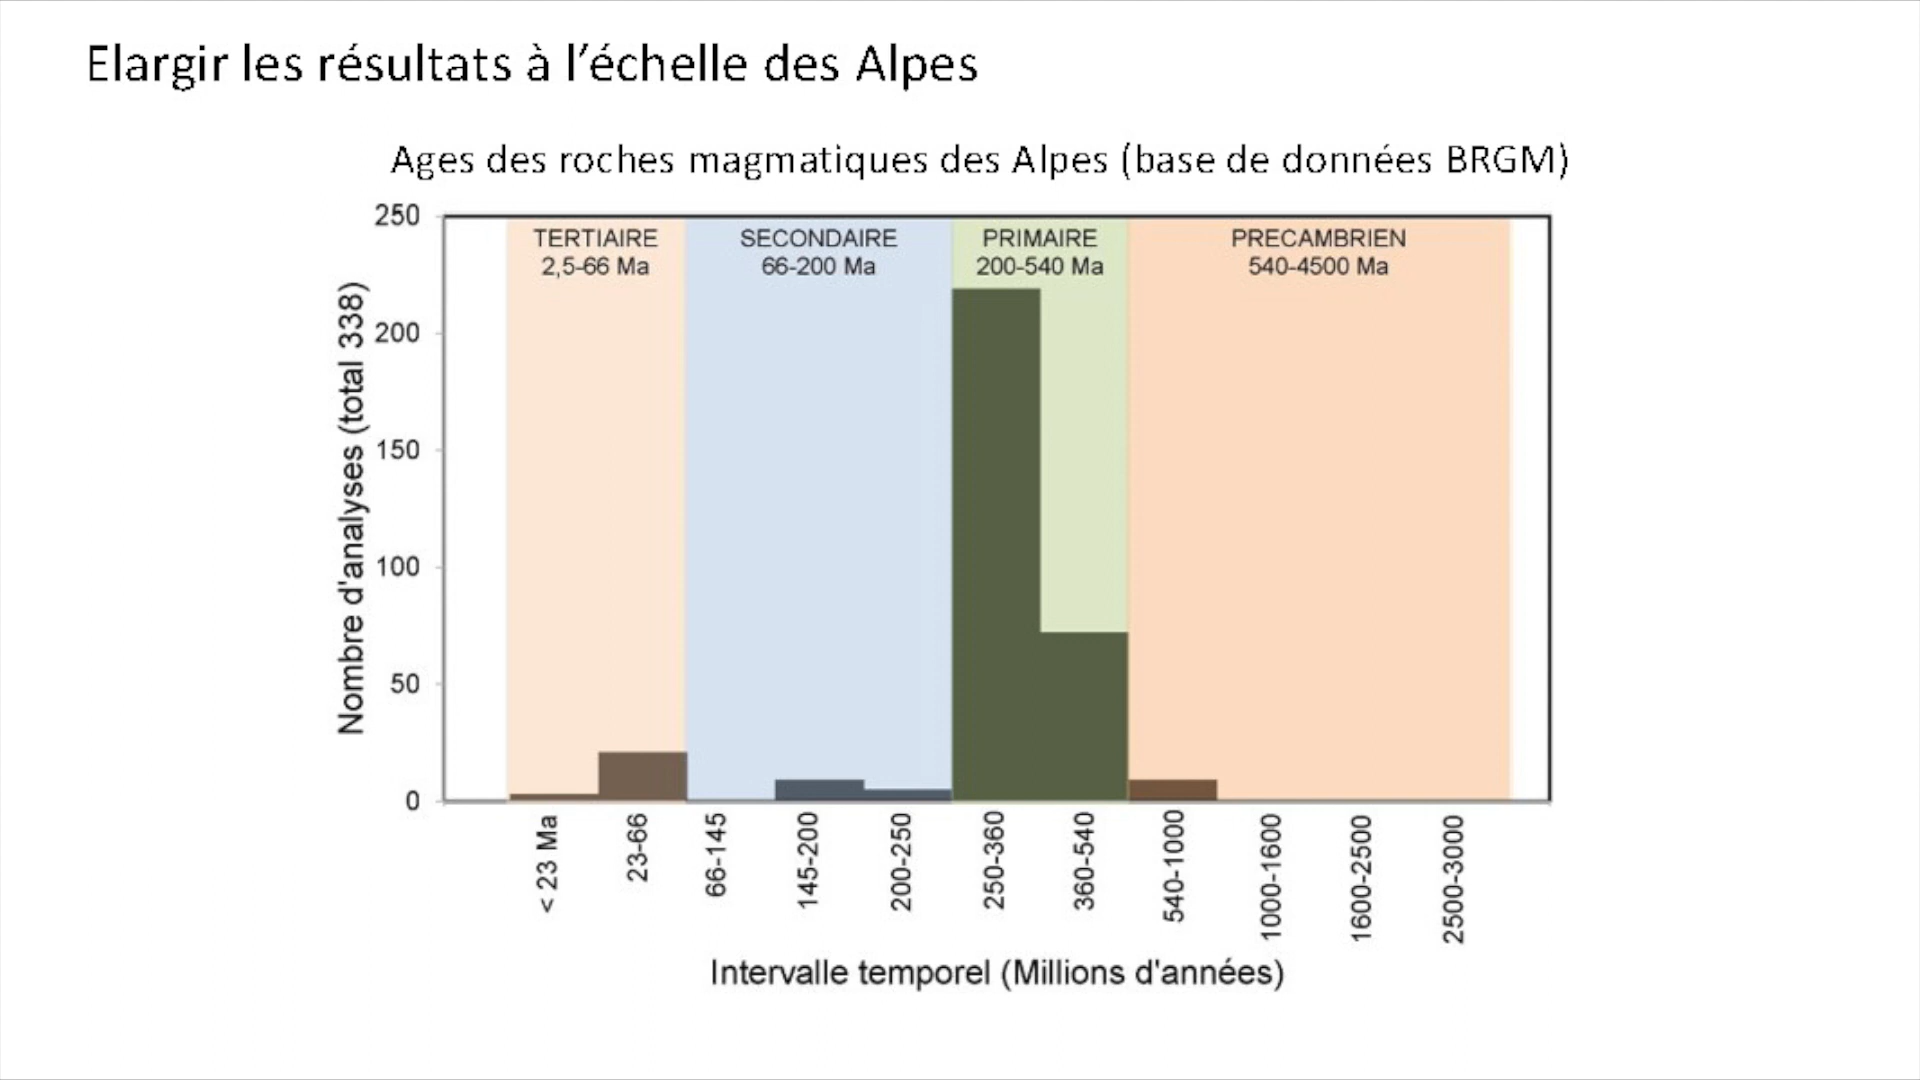 Elargir les résultats à l’échelle des Alpes
Ages des roches magmatiques des Alpes (base de données BRGM)
250
200
150
100
50
0
Nombre d'analyses (total 338)
TERTIAIRE
2,5-66 Ma
SECONDAIRE
66-200 Ma
PRIMAIRE
200-540 Ma
PRECAMBRIEN
540-4500 Ma
< 23 Ma
23-66
66-145
145-200
200-250
250-360
360-540
540-1000
1000-1600
1600-2500
2500-3000
Intervalle temporel (Millions d'années)